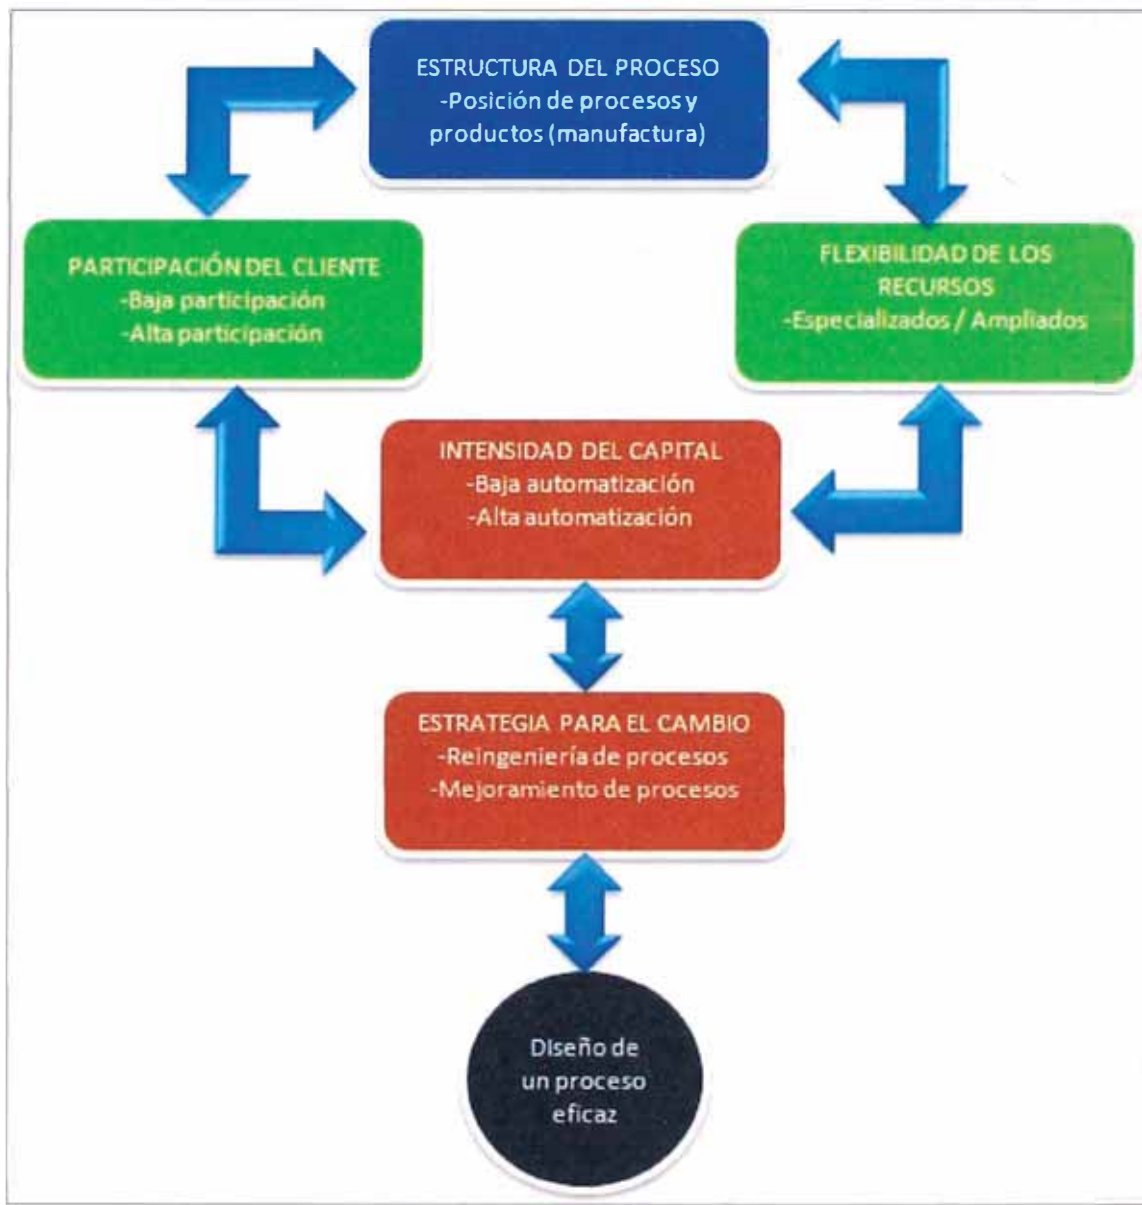 ESTRUCTURA DEL PROCESO
-Posición de procesos y
productos (manufactura)
PARTICIPACIÓN DEL CLIENTE
-Baja participación
-Alta participación
FLEXIBILIDAD DE LOS
RECURSOS
-Especializados / Ampliados
INTENSIDAD DEL CAPITAL
-Baja automatización
-Alta automatización
ESTRATEGIA PARA EL CAMBIO
-Reingeniería de procesos
-Mejoramiento de procesos
Diseño de
un proceso
eficaz